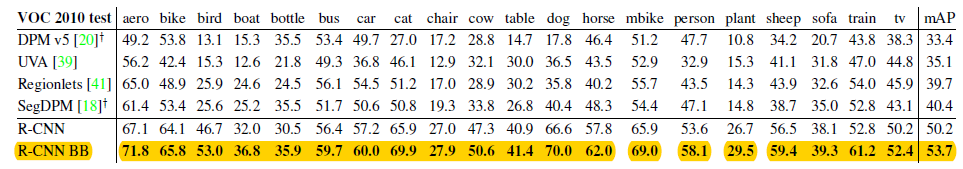 VOC 2010 test aero bike bird boat bottle bus car cat chair cow table dog horse mbike person plant sheep sofa train tv mAP
DPM v5 [20]† 49.2 53.8 13.1 15.3 35.5 53.4 49.7 27.0 17.2 28.8 14.7 17.8 46.4 51.2 47.7 10.8 34.2 20.7 43.8 38.3 33.4
UVA [39] 56.2 42.4 15.3 12.6 21.8 49.3 36.8 46.1 12.9 32.1 30.0 36.5 43.5 52.9 32.9 15.3 41.1 31.8 47.0 44.8 35.1
Regionlets [41] 65.0 48.9 25.9 24.6 24.5 56.1 54.5 51.2 17.0 28.9 30.2 35.8 40.2 55.7 43.5 14.3 43.9 32.6 54.0 45.9 39.7
SegDPM [18]† 61.4 53.4 25.6 25.2 35.5 51.7 50.6 50.8 19.3 33.8 26.8 40.4 48.3 54.4 47.1 14.8 38.7 35.0 52.8 43.1 40.4
R-CNN 67.1 64.1 46.7 32.0 30.5 56.4 57.2 65.9 27.0 47.3 40.9 66.6 57.8 65.9 53.6 26.7 56.5 38.1 52.8 50.2 50.2
R-CNN BB 71.8 65.8 53.0 36.8 35.9 59.7 60.0 69.9 27.9 50.6 41.4 70.0 62.0 69.0 58.1 29.5 59.4 39.3 61.2 52.4 53.7